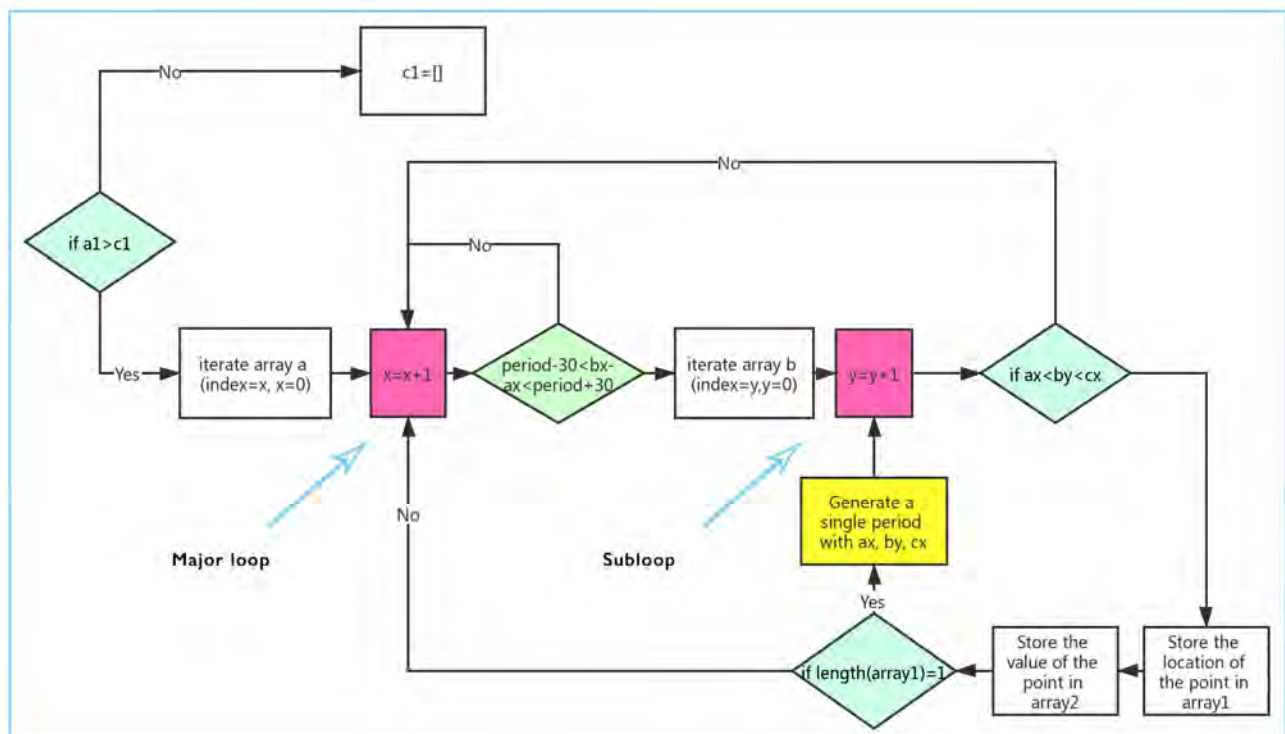 No
c1=[]
No
if a1>c1
No
Yes
iterate array a
(index=x, x=0)
x=x+1
period-30<bx-
ax<period+30
iterate array b
(index=y,y=0)
y=y+1
if ax<by<cx
No
Major loop
Subloop
Generate a
single period
with ax, by, cx
Yes
if length(array1)=1
Store the
value of the
point in
array2
Store the
location of
the point in
array1